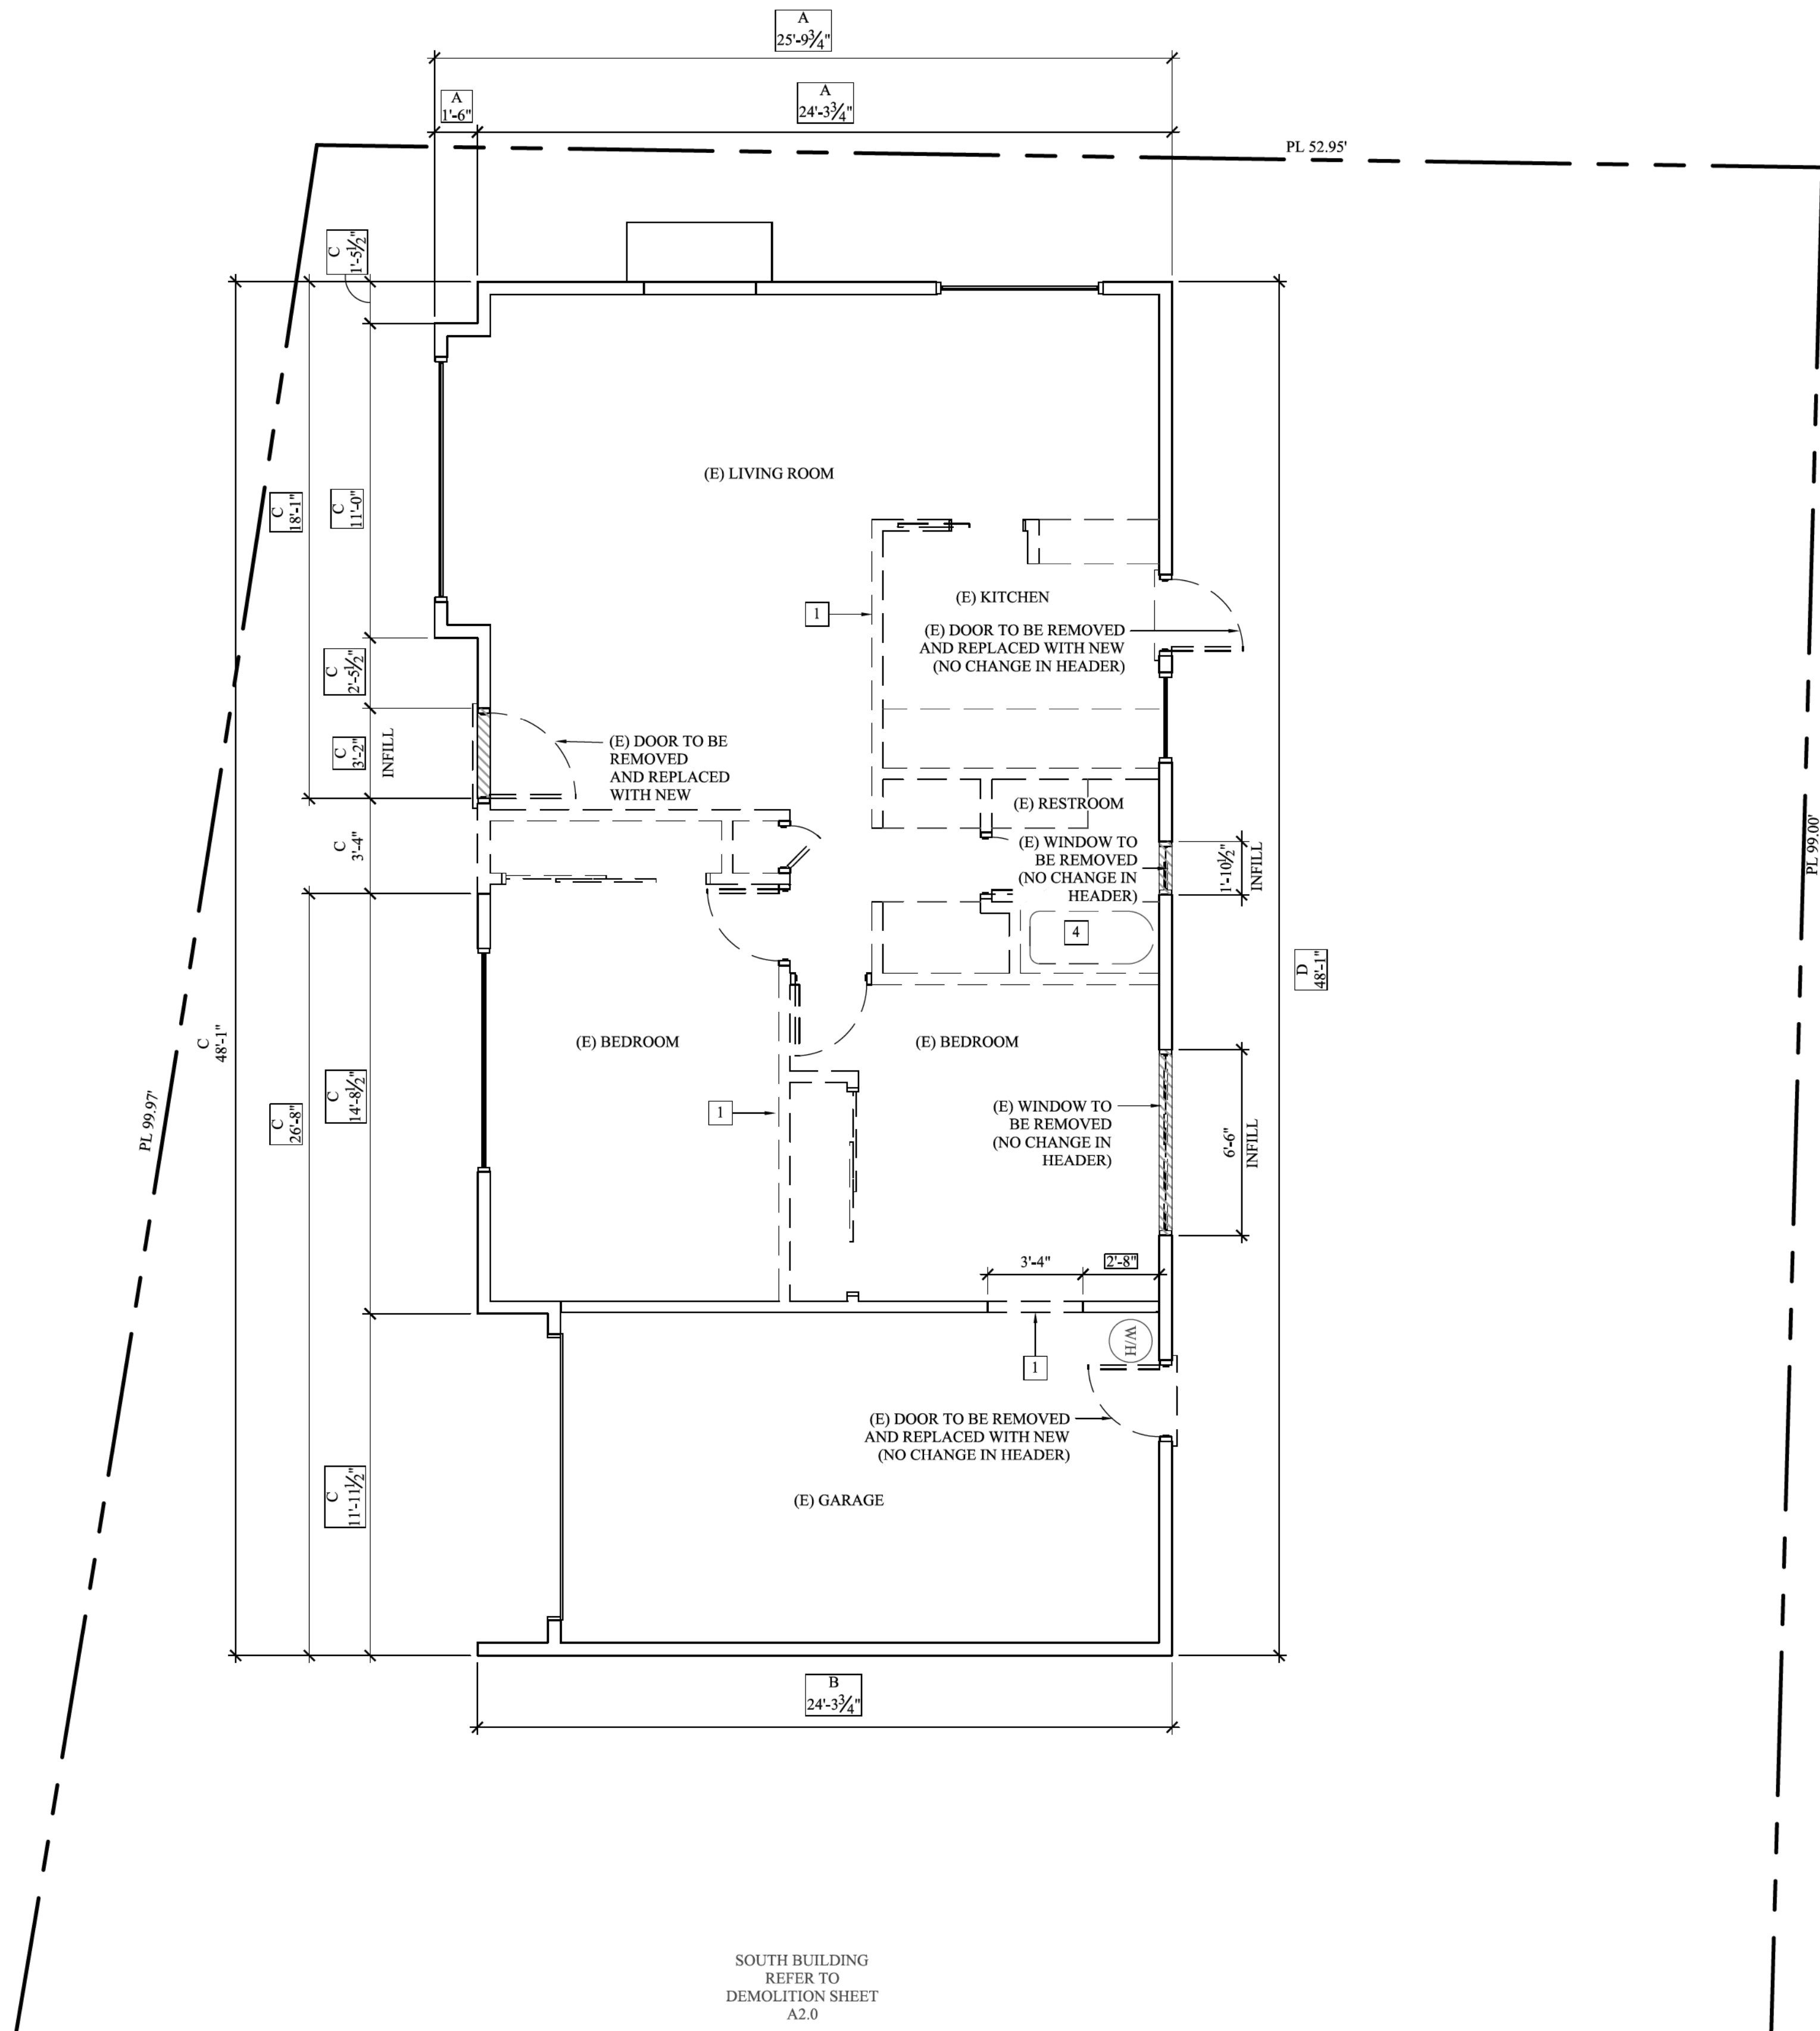 A
25'-9¾"
A
1'-6"
A
24'-3¾"
PL 52.95'
C
1'-5½"
C
18'-1"
C
11'-0"
(E) LIVING ROOM
(E) KITCHEN
1
(E) DOOR TO BE REMOVED
AND REPLACED WITH NEW
(NO CHANGE IN HEADER)
C
2'-5½"
C
3'-2"
INFILL
(E) DOOR TO BE
REMOVED
AND REPLACED
WITH NEW
(E) RESTROOM
C
3'-4"
(E) WINDOW TO
BE REMOVED
(NO CHANGE IN
HEADER)
1'-10½"
INFILL
PL 99.00'
4
D
48'-1"
C
48'-1"
(E) BEDROOM
(E) BEDROOM
PL 99.97'
C
26'-8"
C
14'-8½"
1
(E) WINDOW TO
BE REMOVED
(NO CHANGE IN
HEADER)
6'-6"
INFILL
3'-4"
2'-8"
W/H
1
(E) DOOR TO BE REMOVED
AND REPLACED WITH NEW
(NO CHANGE IN HEADER)
C
11'-11½"
(E) GARAGE
B
24'-3¾"
SOUTH BUILDING
REFER TO
DEMOLITION SHEET
A2.0